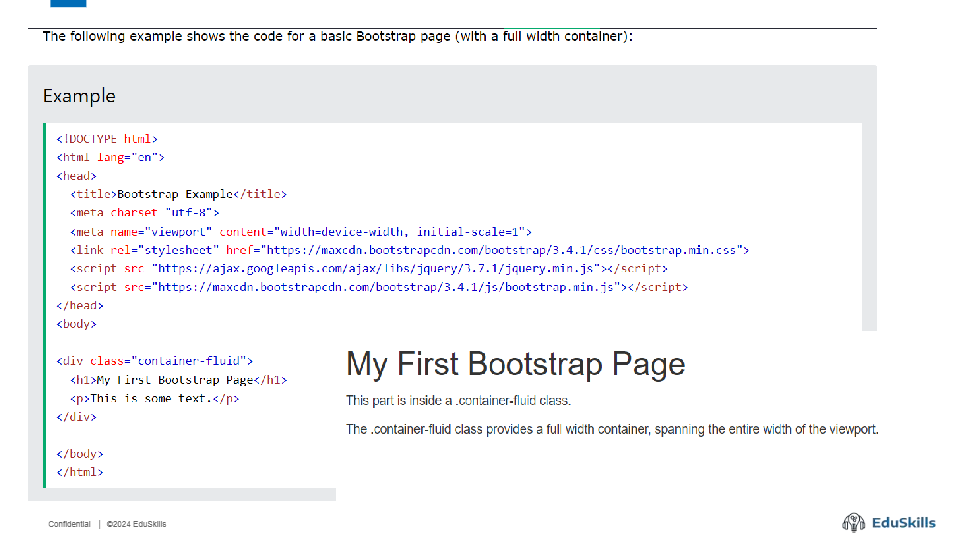 The following example shows the code for a basic Bootstrap page (with a full width container):
Example
<!DOCTYPE html>
<html lang="en">
<head>
<title>Bootstrap Example</title>
<meta charset "utf-8">
<meta name="viewport" content="width=device-width, initial-scale=1">
<link rel="stylesheet" href="https://maxcdn.bootstrapcdn.com/bootstrap/3.4.1/css/bootstrap.min.css">
<script src "https://ajax.googleapis.com/ajax/libs/jquery/3.7.1/jquery.min.js"></script>
<script src="https://maxcdn.bootstrapcdn.com/bootstrap/3.4.1/js/bootstrap.min.js"></script>
</head>
<body>
<div class="container-fluid">
<h1>My First Bootstrap Page</h1>
<p>This is some text.</p>
</div>
</body>
</html>
My First Bootstrap Page
This part is inside a .container-fluid class.
The .container-fluid class provides a full width container, spanning the entire width of the viewport.
Confidential | ©2024 EduSkills
EduSkills